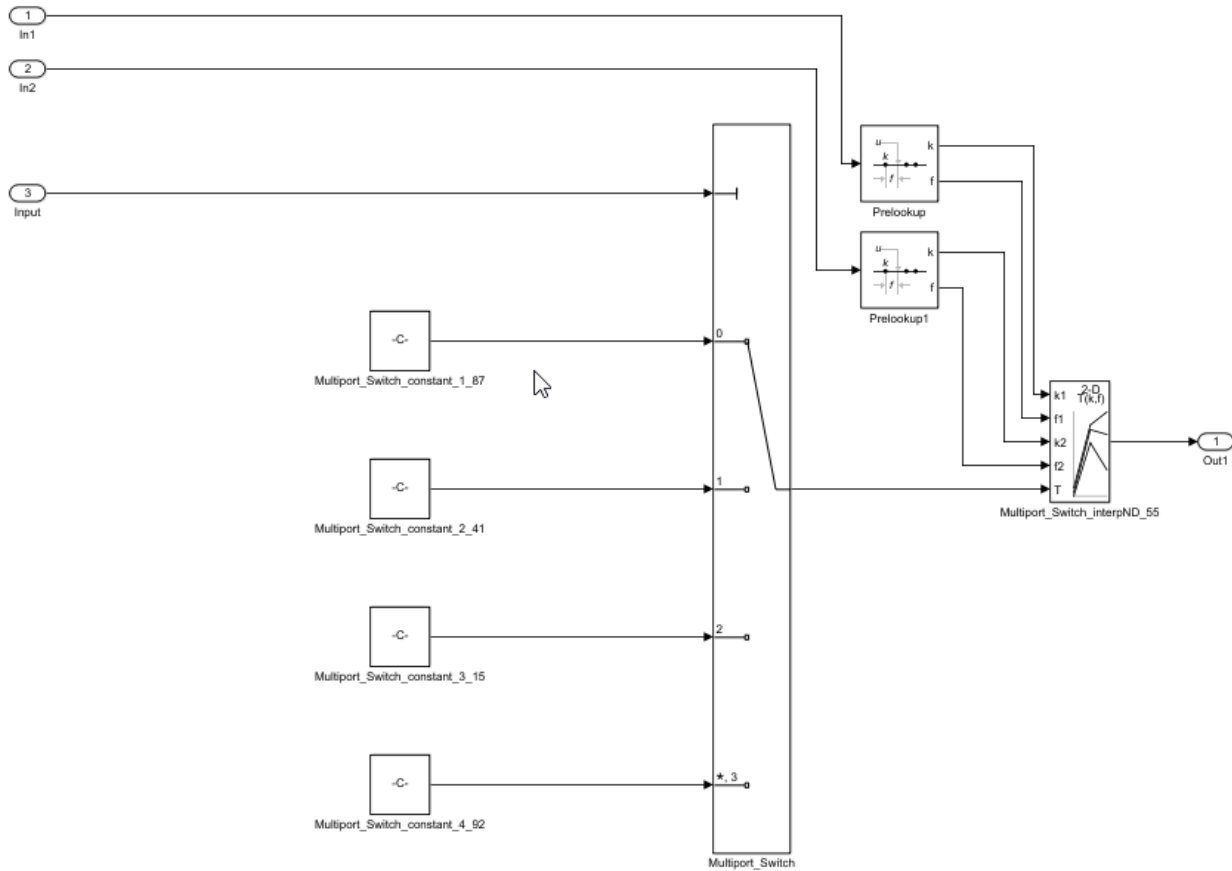 1
In1
2
In2
3
Input
u
k
f
k
f
Prelookup
u
k
f
k
f
Prelookup1
-C-
Multiport_Switch_constant_1_87
0
-C-
Multiport_Switch_constant_2_41
1
-C-
Multiport_Switch_constant_3_15
2
-C-
Multiport_Switch_constant_4_92
*, 3
Multiport_Switch
2-D
T(k,f)
k1
f1
k2
f2
T
Multiport_Switch_interpND_55
1
Out1